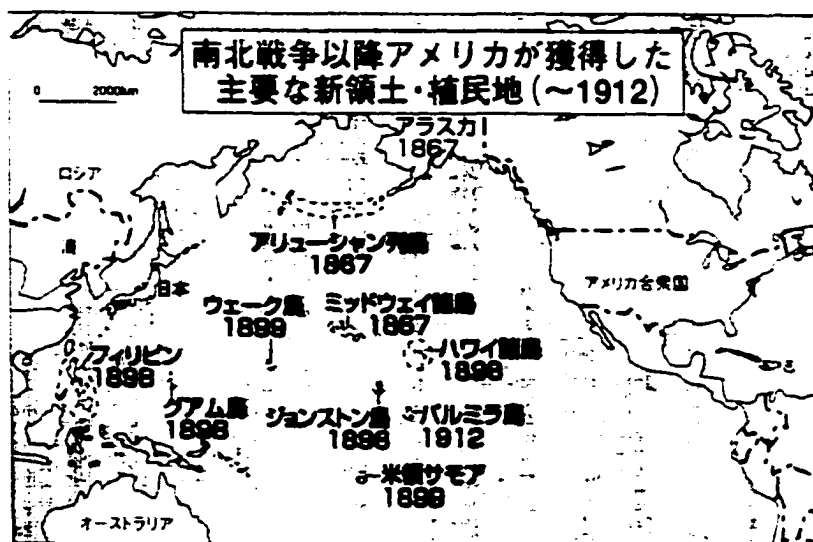 南北戦争以降アメリカが獲得した
主要な新領土・植民地(～1912)
0 2000km
アラスカ
1867
ロシア
アリューシャン列島
1867
日本
アメリカ合衆国
ウェーク島
1899
ミッドウェイ諸島
1867
フィリピン
1898
ハワイ諸島
1898
グアム島
1898
ジョンストン島
1898
パルミラ島
1912
米領サモア
1899
オーストラリア